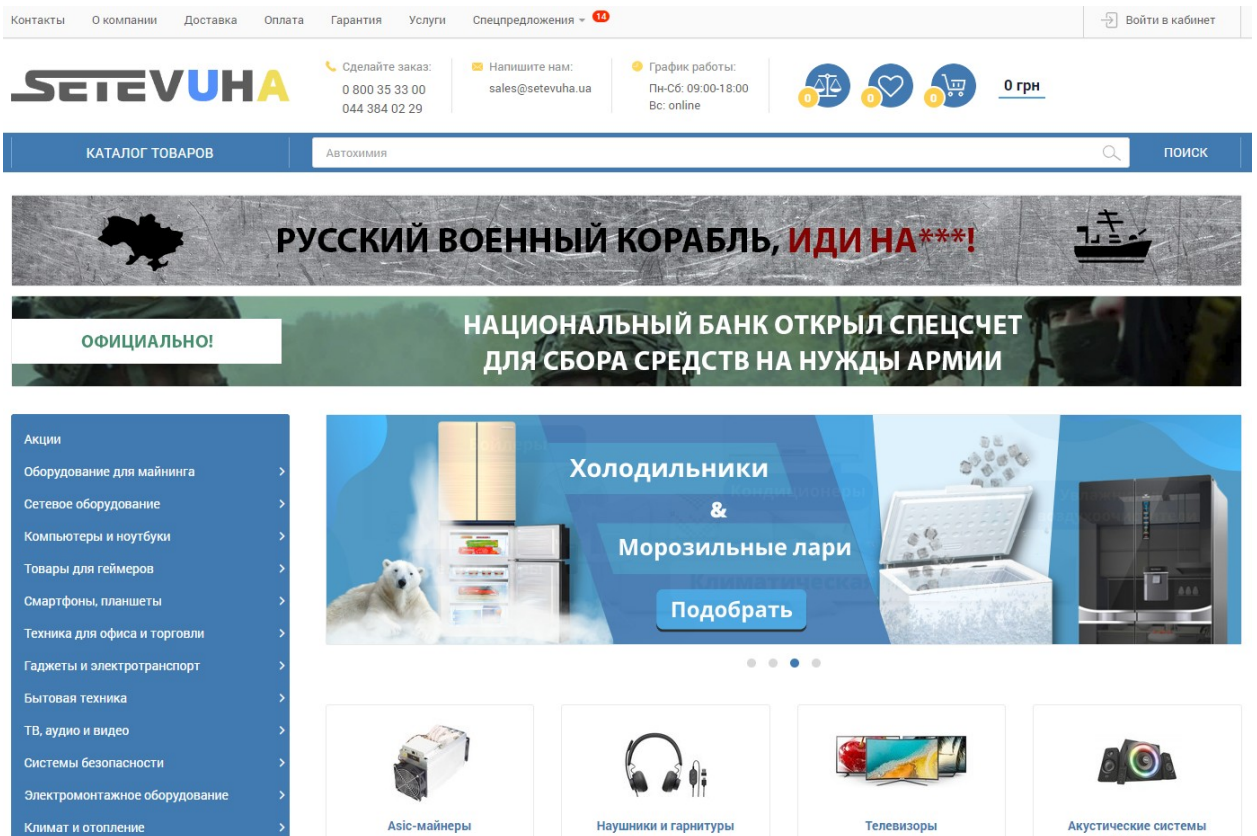 Контакты О компании Доставка Оплата Гарантия Услуги Спецпредложения 14 Войти в кабинет
SETEVUHA
Сделайте заказ: Напишите нам: График работы:
0 800 35 33 00 sales@setevuha.ua Пн-Сб: 09:00-18:00
044 384 02 29 Вс: online
0 0 0 0 грн
КАТАЛОГ ТОВАРОВ Автохимия ПОИСК
РУССКИЙ ВОЕННЫЙ КОРАБЛЬ, ИДИ НА***!
ОФИЦИАЛЬНО!
НАЦИОНАЛЬНЫЙ БАНК ОТКРЫЛ СПЕЦСЧЕТ
ДЛЯ СБОРА СРЕДСТВ НА НУЖДЫ АРМИИ
Акции
Оборудование для майнинга
Сетевое оборудование
Компьютеры и ноутбуки
Товары для геймеров
Смартфоны, планшеты
Техника для офиса и торговли
Гаджеты и электротранспорт
Бытовая техника
ТВ, аудио и видео
Системы безопасности
Электромонтажное оборудование
Климат и отопление
Холодильники
&
Морозильные лари
Подобрать
Кондиционеры
Климатическая
Asic-майнеры Наушники и гарнитуры Телевизоры Акустические системы